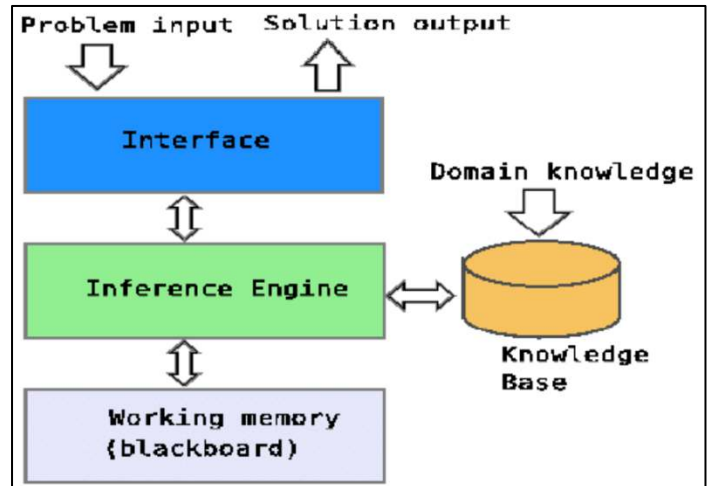 Problem input
Solution output
Interface
Domain knowledge
Inference Engine
Knowledge
Base
Working memory
(blackboard)